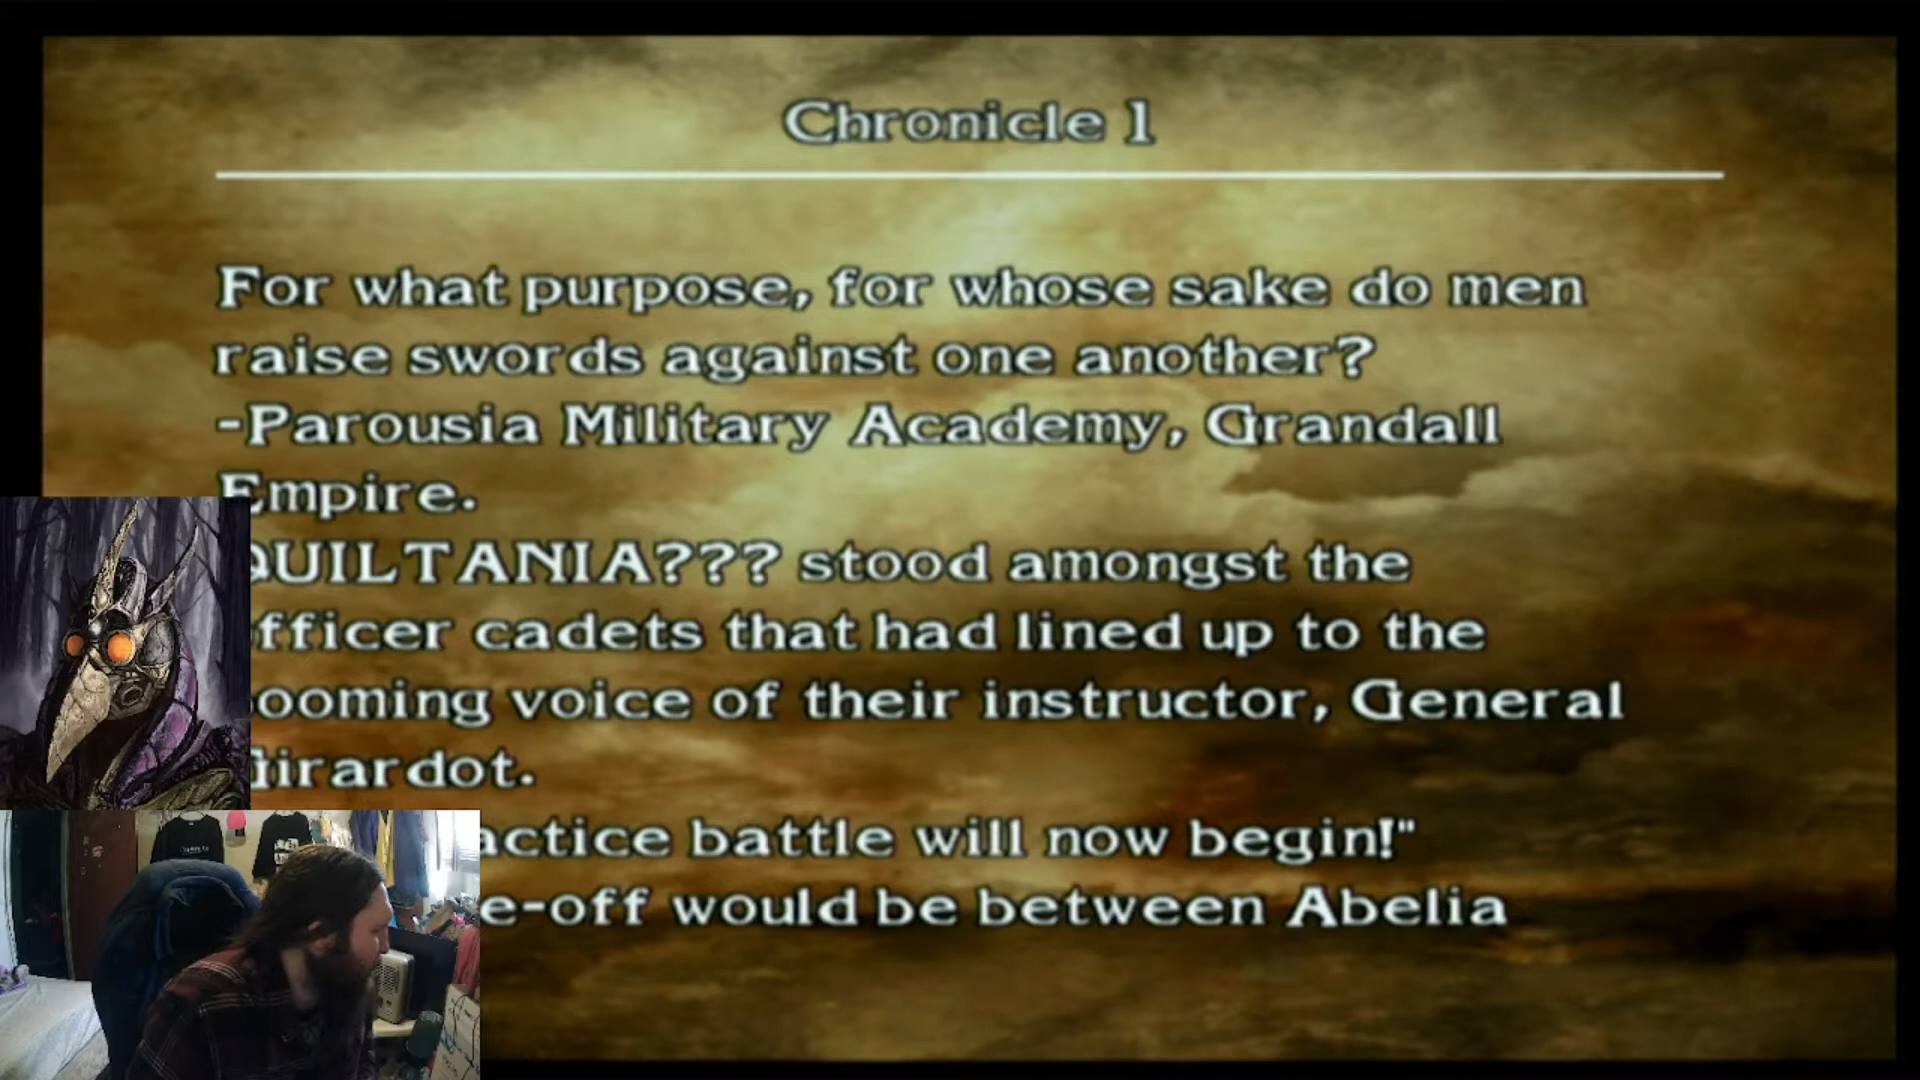 Chronicle 1
For what purpose, for whose sake do men
raise swords against one another?
-Parousia Military Academy, Grandall
Empire.
QUILTANIA??? stood amongst the
fficer cadets that had lined up to the
ooming voice of their instructor, General
irardot.
actice battle will now begin!"
e-off would be between Abelia